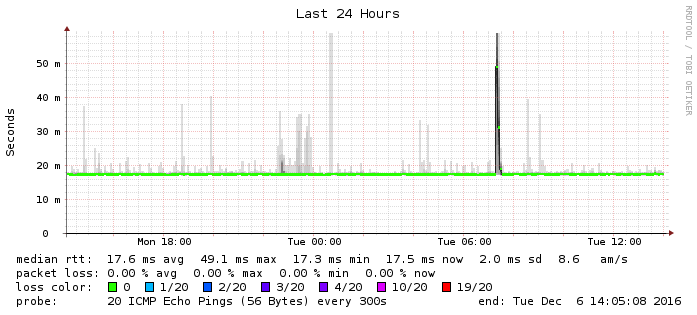 Last 24 Hours
RRDTOOL / TOBI OETIKER
Seconds
50 m
40 m
30 m
20 m
10 m
0
Mon 18:00 Tue 00:00 Tue 06:00 Tue 12:00
median rtt: 17.6 ms avg 49.1 ms max 17.3 ms min 17.5 ms now 2.0 ms sd 8.6 am/s
packet loss: 0.00 % avg 0.00 % max 0.00 % min 0.00 % now
loss color: 0 1/20 2/20 3/20 4/20 10/20 19/20
probe: 20 ICMP Echo Pings (56 Bytes) every 300s end: Tue Dec 6 14:05:08 2016